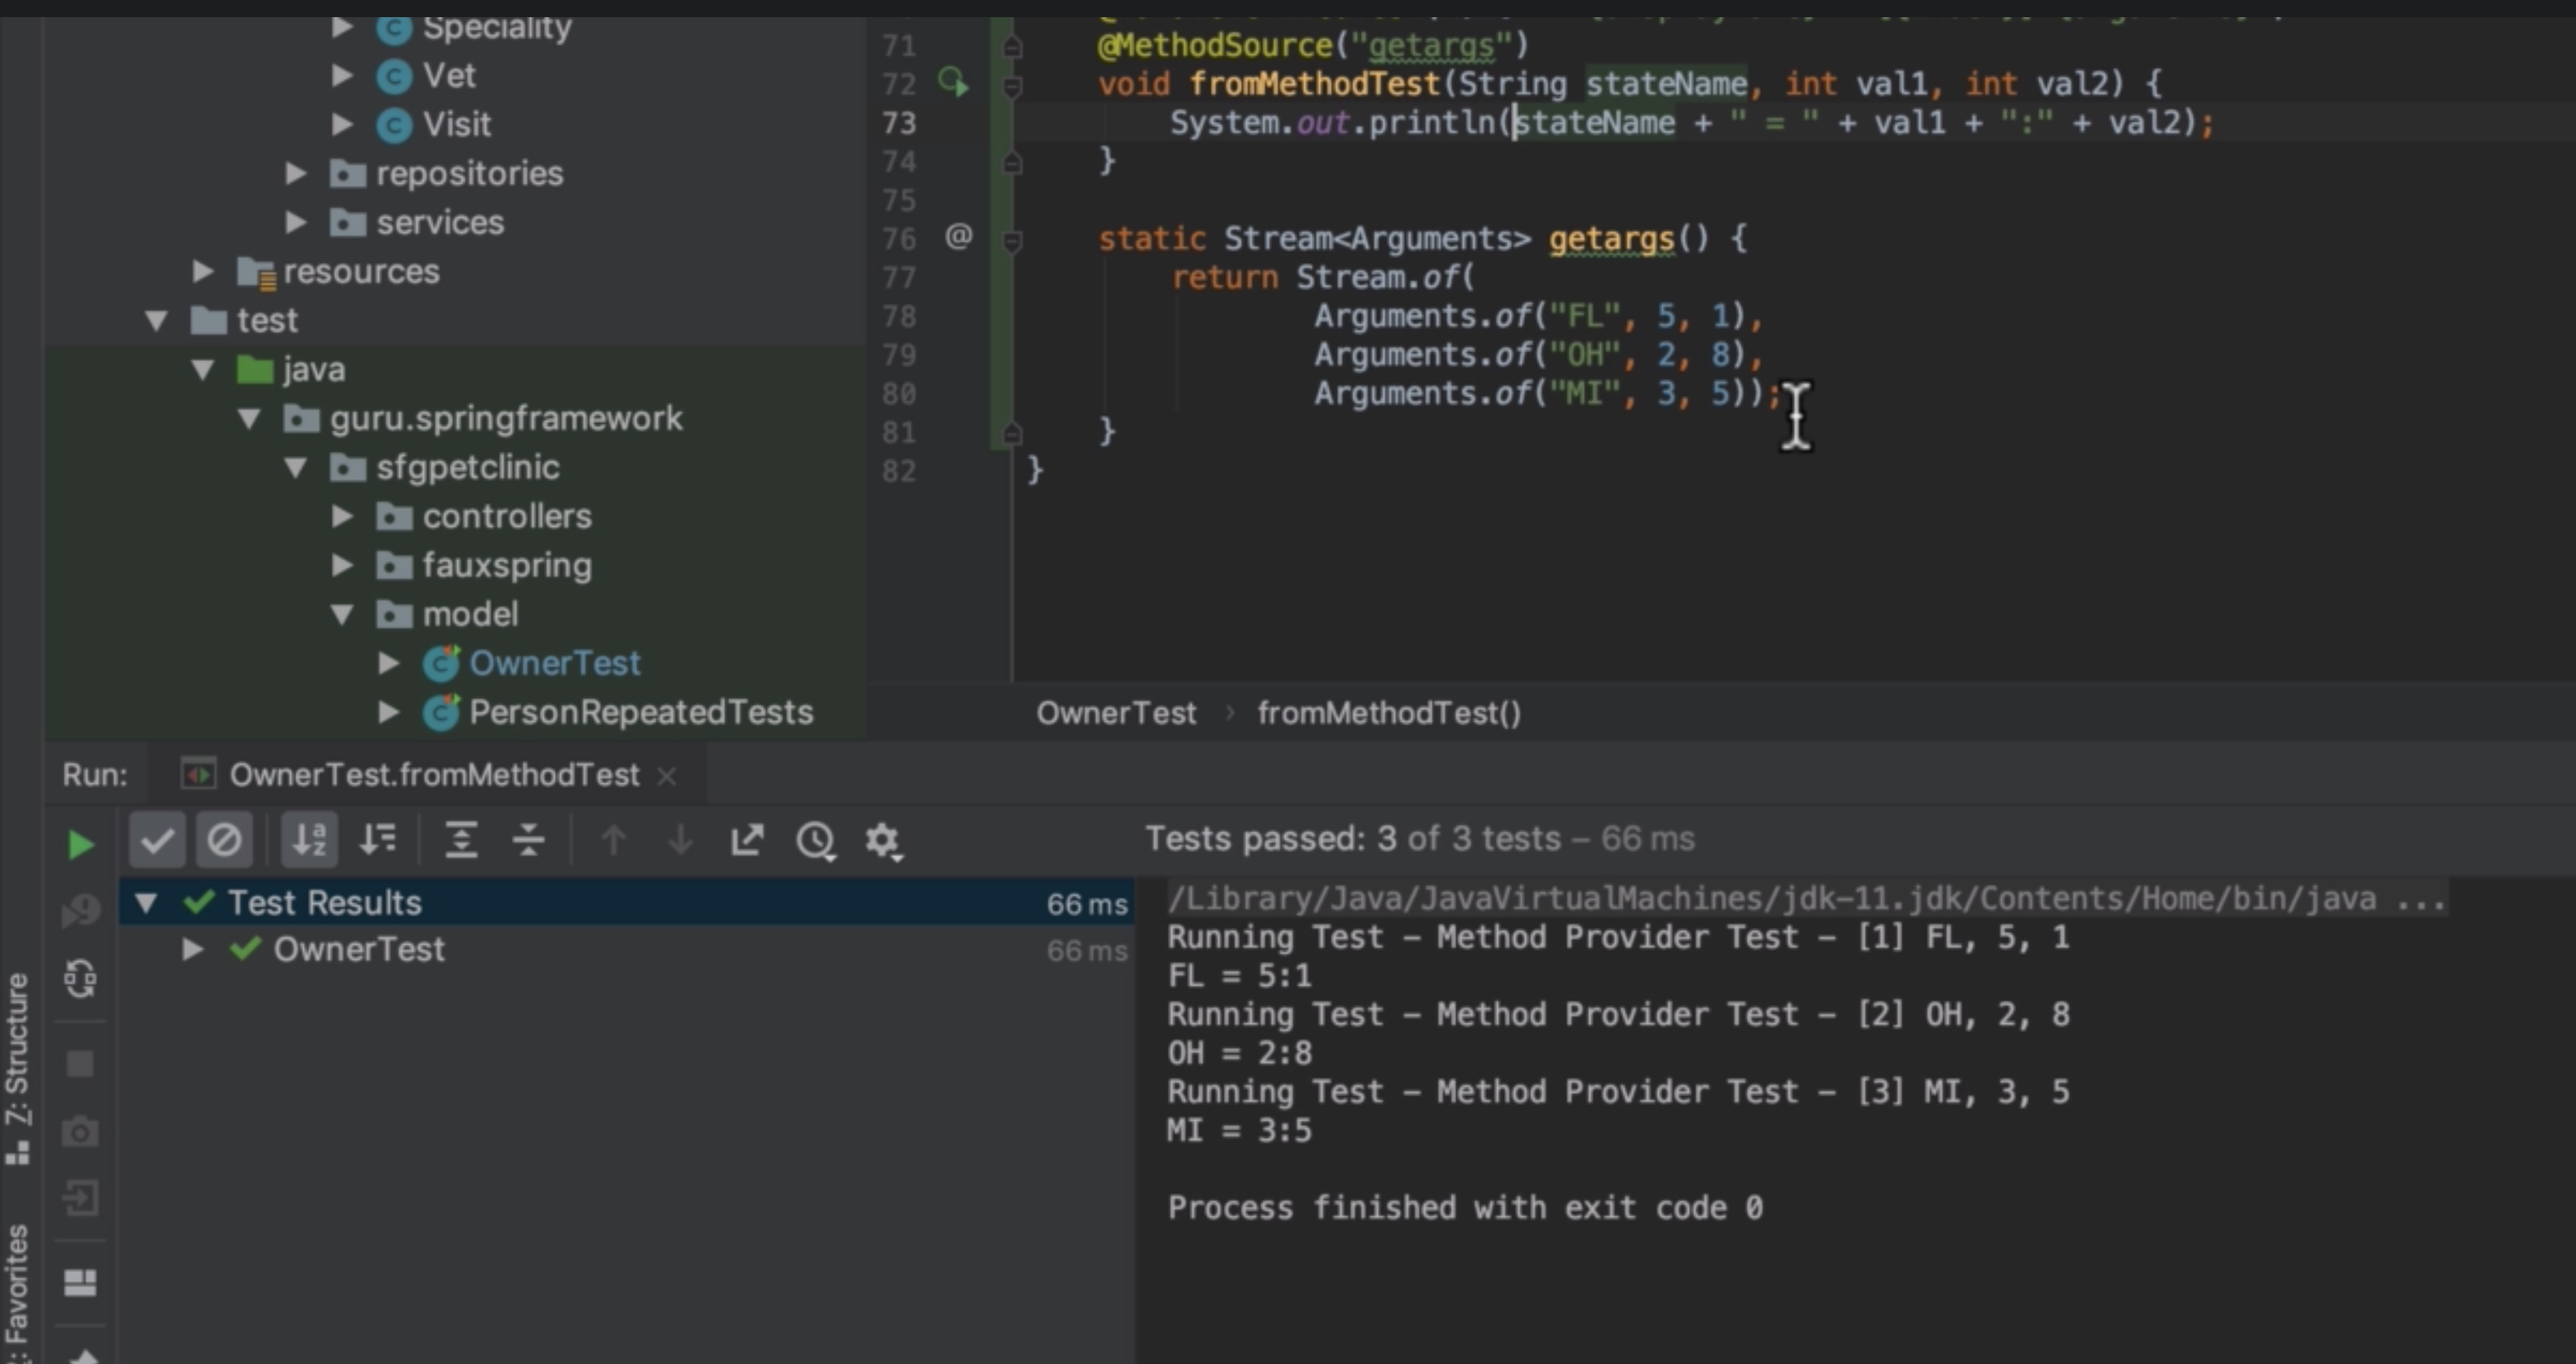 Speciality
Vet
Visit
repositories
services
resources
test
java
guru.springframework
sfgpetclinic
controllers
fauxspring
model
OwnerTest
PersonRepeatedTests
71 @MethodSource("getargs")
72 void fromMethodTest(String stateName, int val1, int val2) {
73 System.out.println(stateName + " = " + val1 + ":" + val2);
74 }
75
76 @ static Stream<Arguments> getargs() {
77 return Stream.of(
78 Arguments.of("FL", 5, 1),
79 Arguments.of("OH", 2, 8),
80 Arguments.of("MI", 3, 5));
81 }
82 }
OwnerTest › fromMethodTest()
Run: OwnerTest.fromMethodTest ×
Tests passed: 3 of 3 tests – 66 ms
Test Results 66 ms
OwnerTest 66 ms
/Library/Java/JavaVirtualMachines/jdk-11.jdk/Contents/Home/bin/java ...
Running Test – Method Provider Test – [1] FL, 5, 1
FL = 5:1
Running Test – Method Provider Test – [2] OH, 2, 8
OH = 2:8
Running Test – Method Provider Test – [3] MI, 3, 5
MI = 3:5
Process finished with exit code 0
Z: Structure
2: Favorites